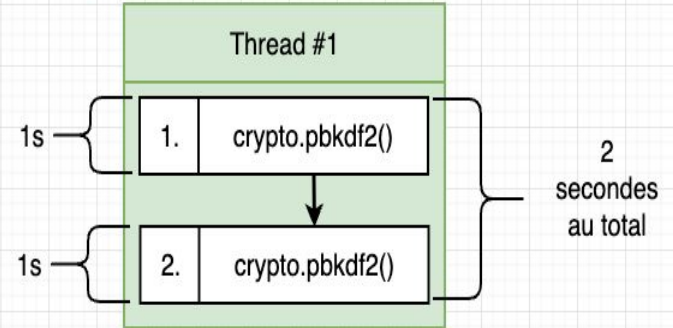 Thread #1
1s
1.
crypto.pbkdf2()
2
secondes
au total
1s
2.
crypto.pbkdf2()